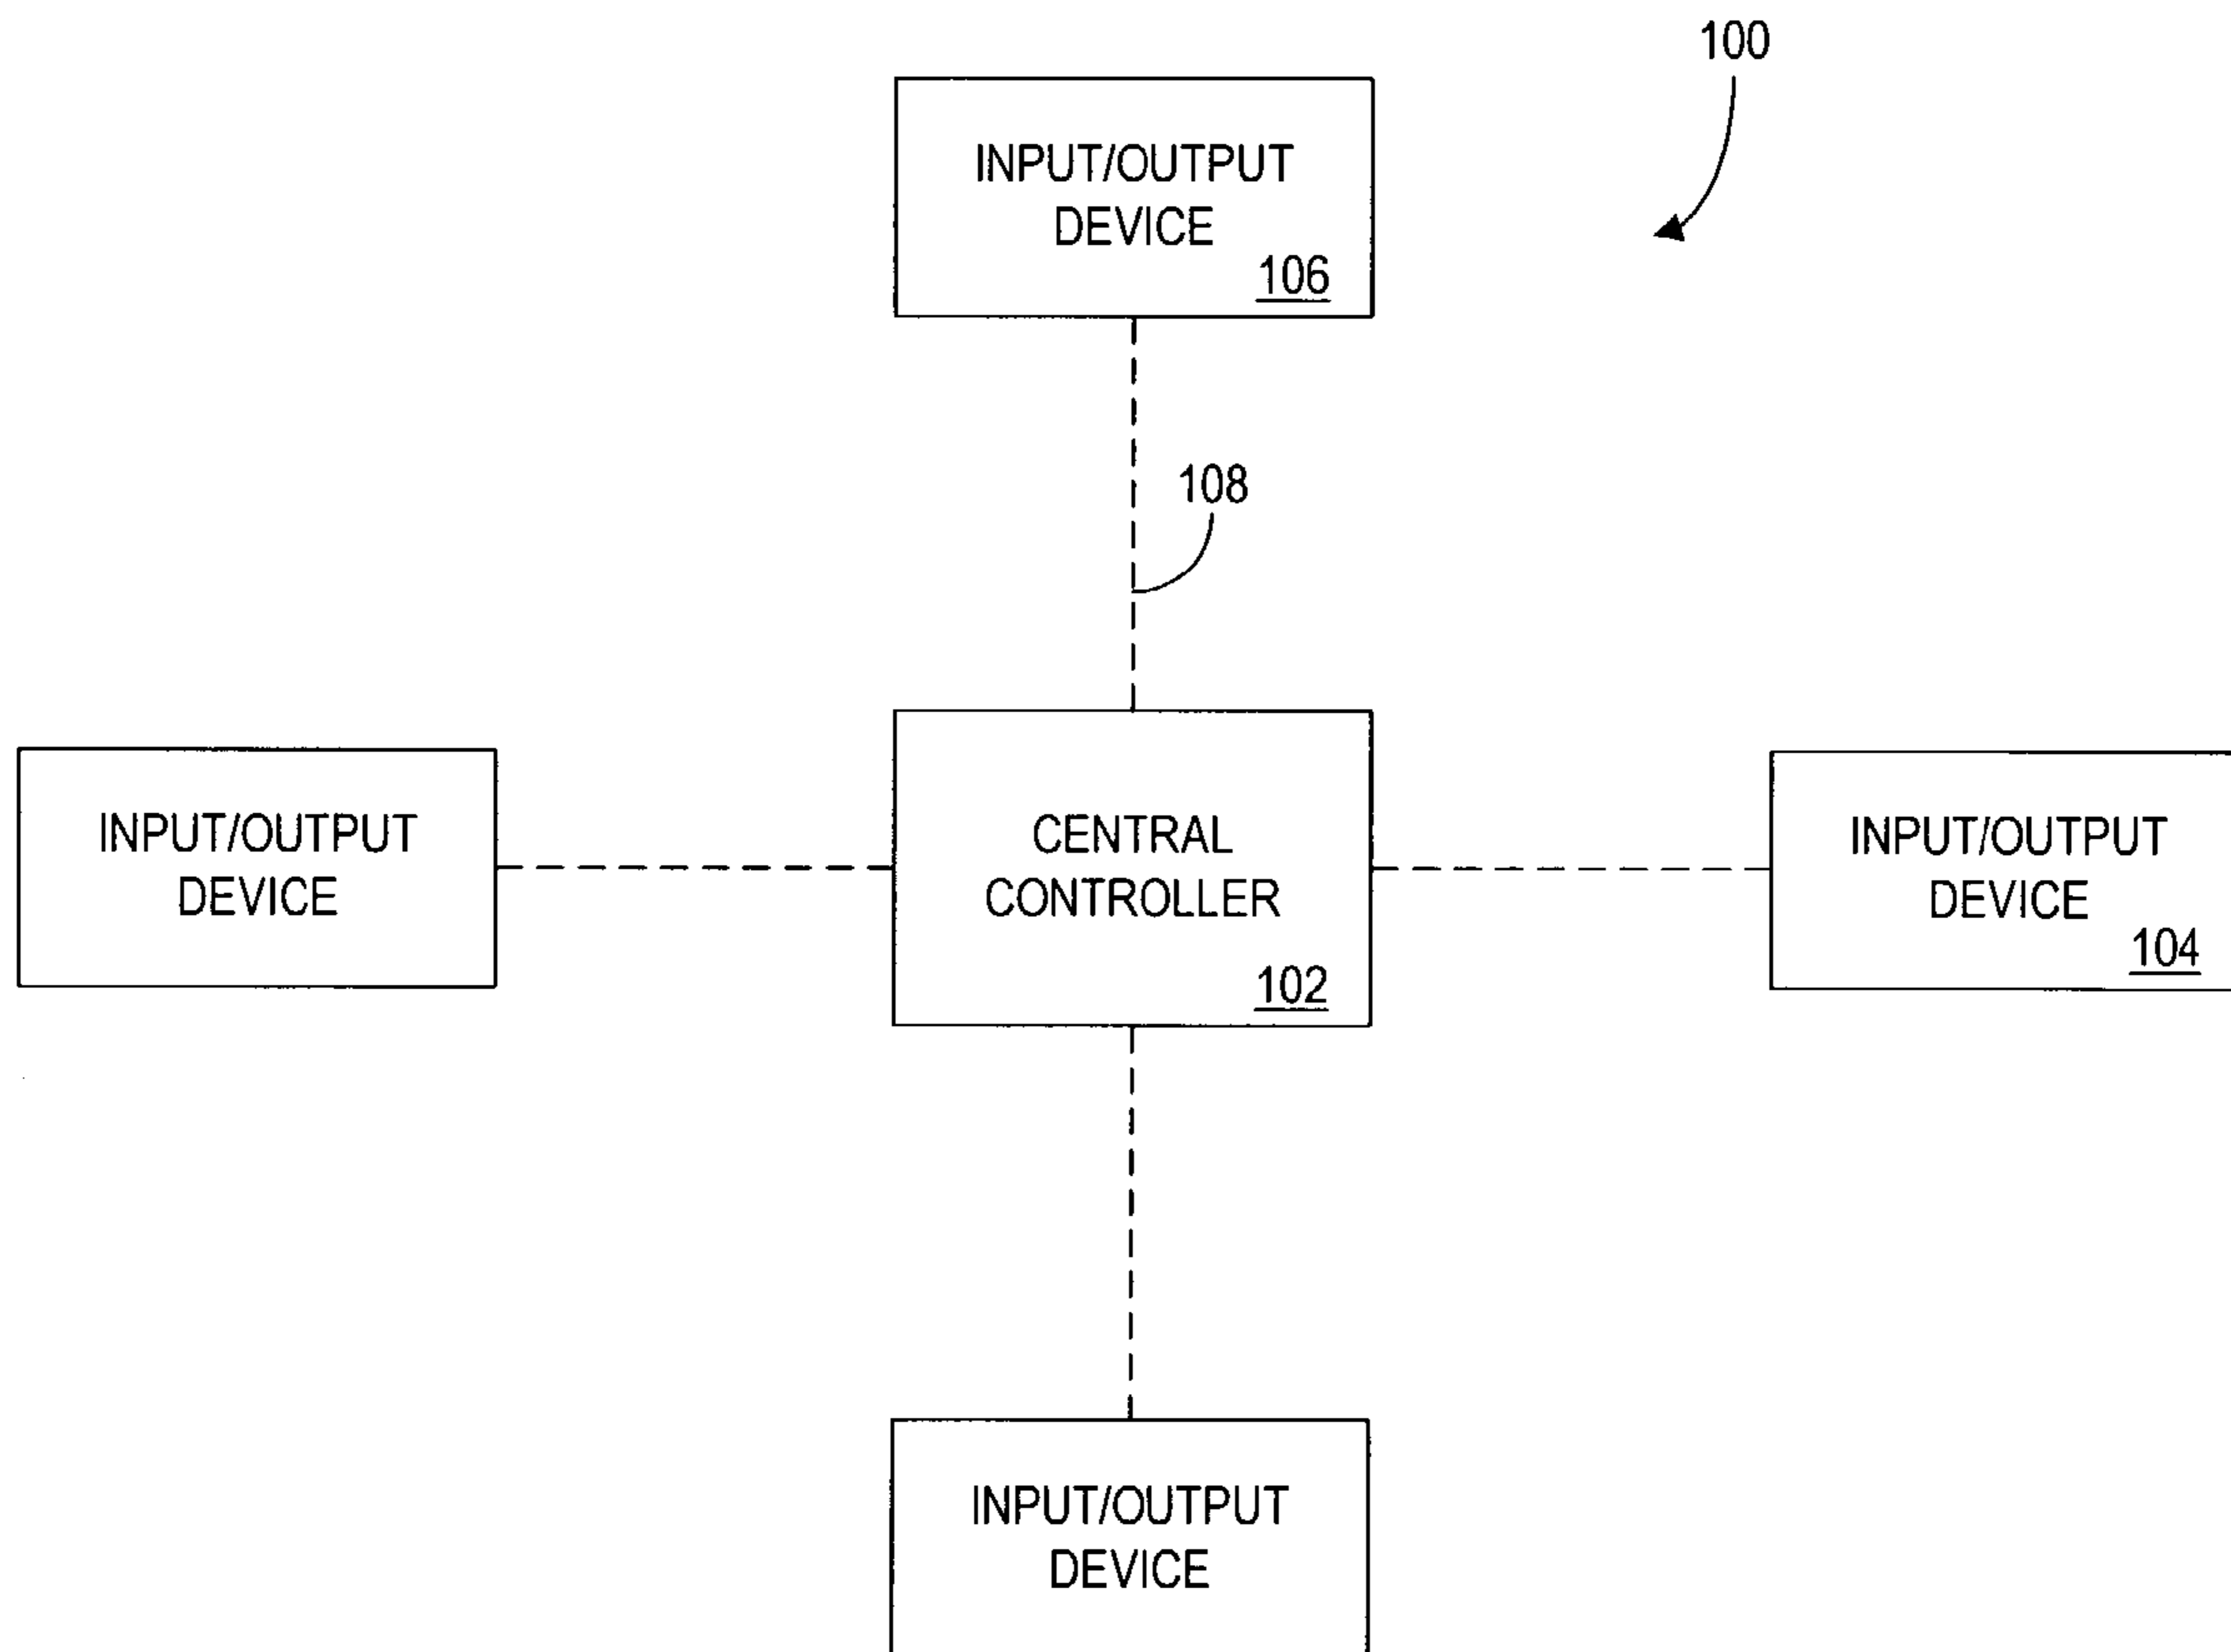 100
INPUT/OUTPUT
DEVICE
106
108
INPUT/OUTPUT
DEVICE
CENTRAL
CONTROLLER
102
INPUT/OUTPUT
DEVICE
104
INPUT/OUTPUT
DEVICE